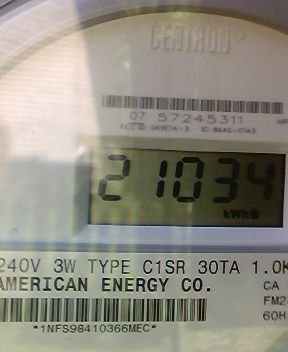 CENTRON®
07 57245311
21034
kWh
240V 3W TYPE C1SR 30TA 1.0K
AMERICAN ENERGY CO.
CA
FM2
60H
*1NFS98410366MEC*